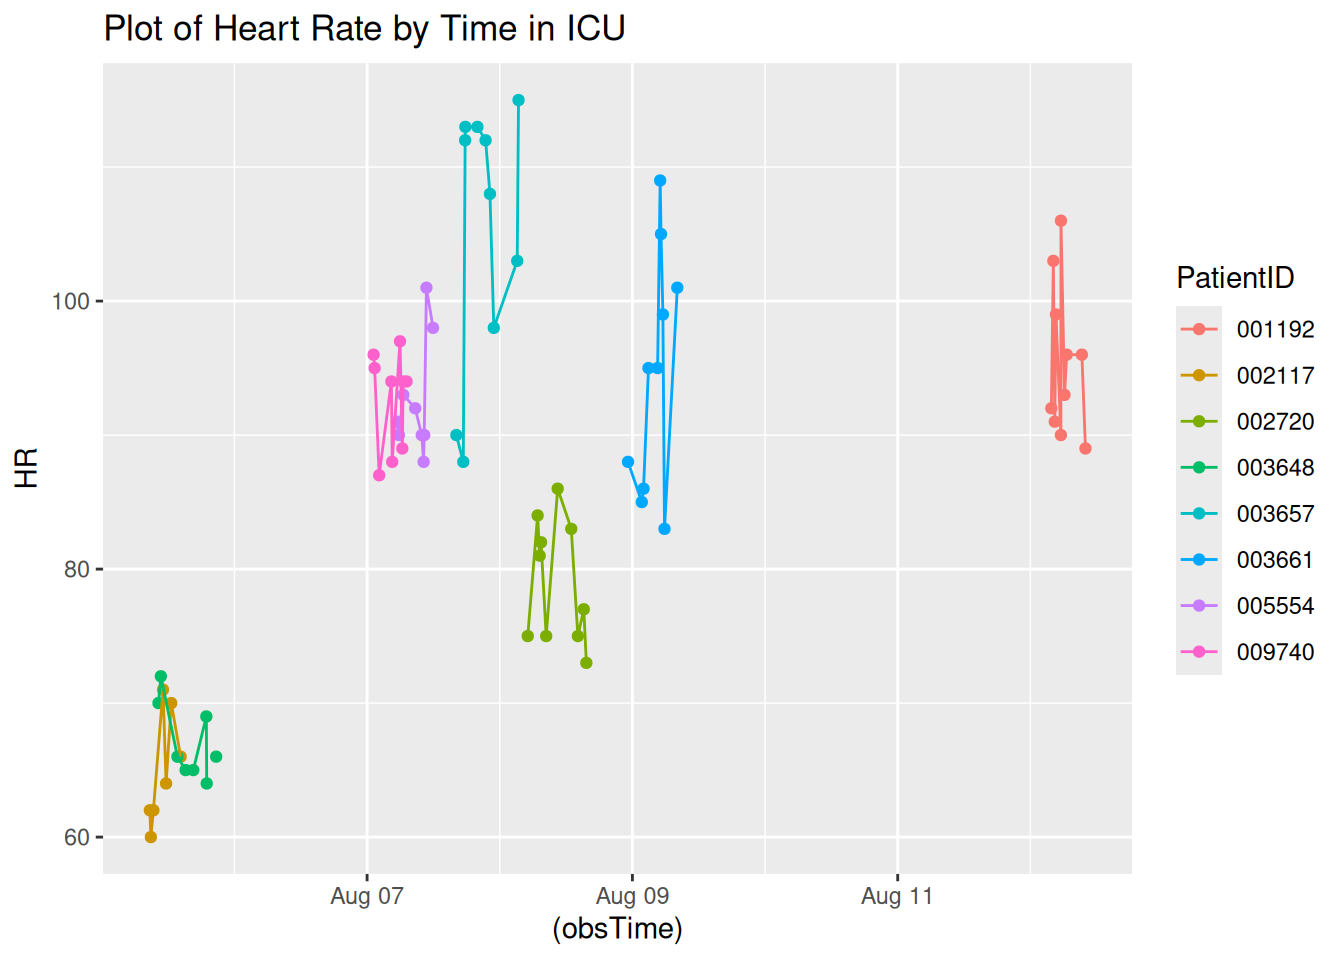 Plot of Heart Rate by Time in ICU
HR
100
80
60
Aug 07
Aug 09
Aug 11
(obsTime)
PatientID
001192
002117
002720
003648
003657
003661
005554
009740